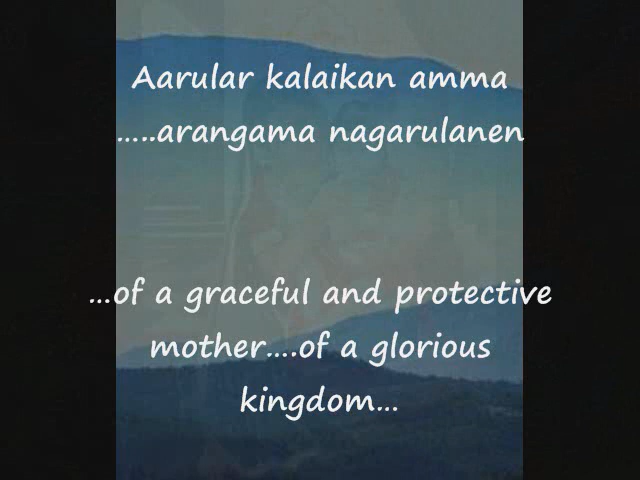 Aarular kalaikan amma
.....arangama nagarulanen
...of a graceful and protective
mother....of a glorious
kingdom...